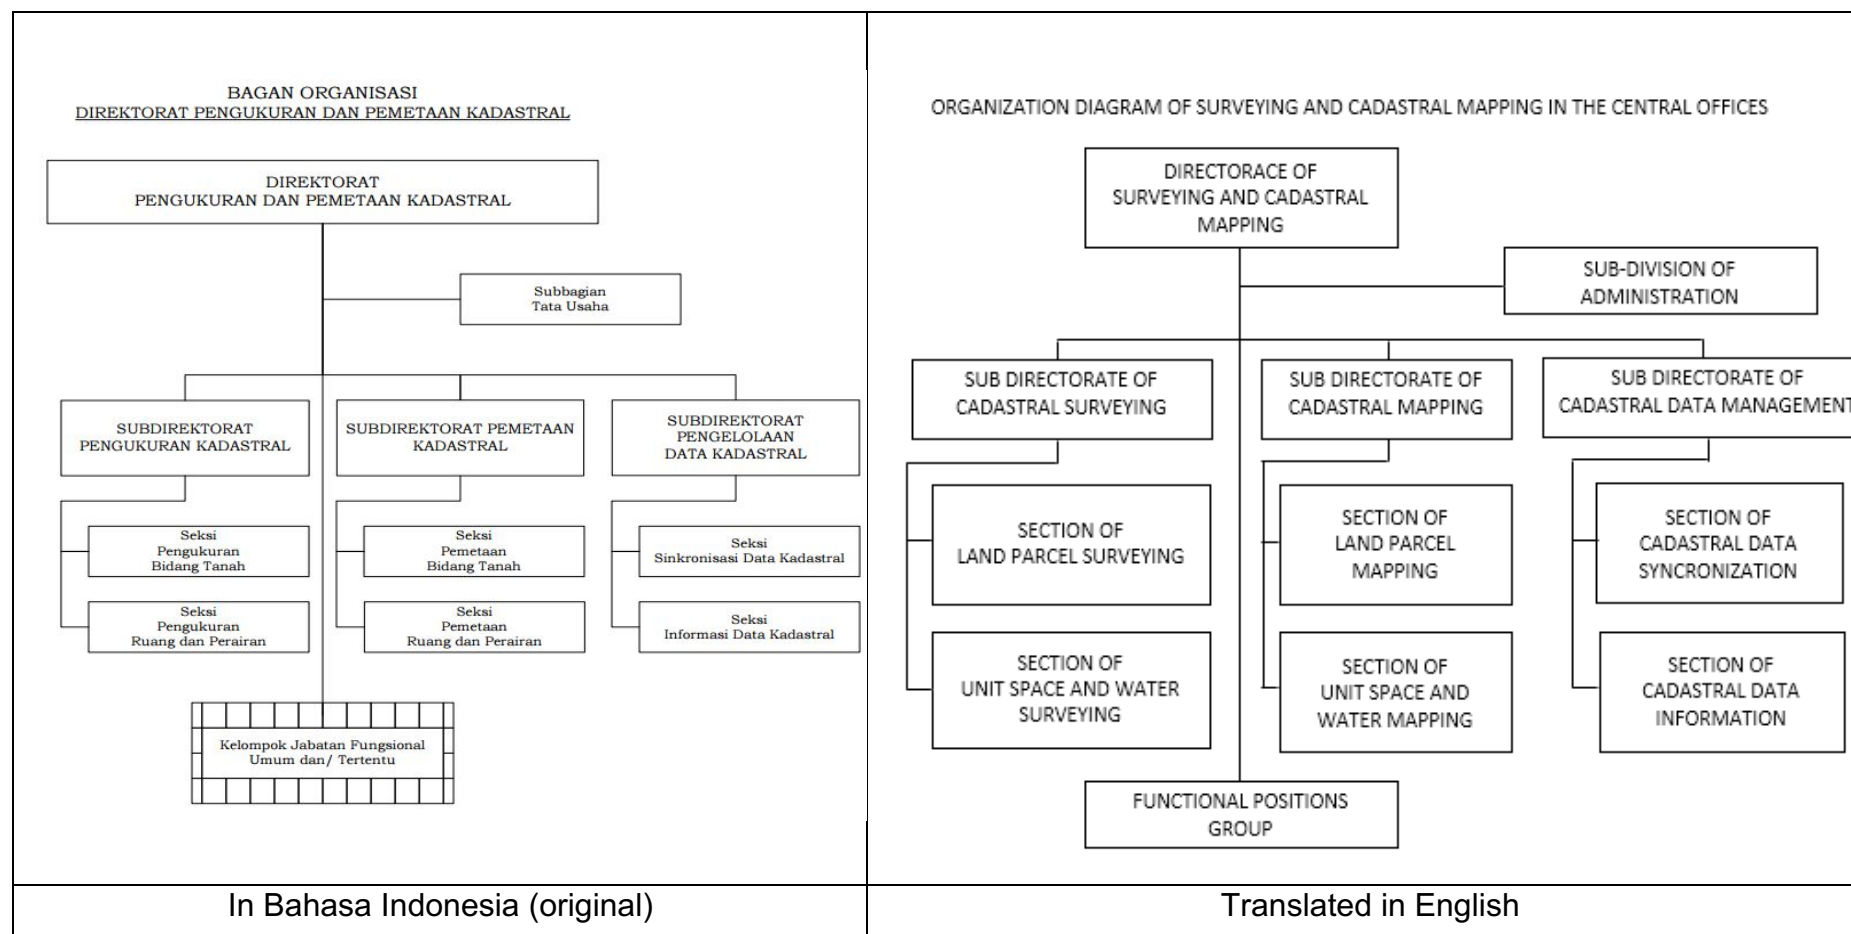 BAGAN ORGANISASI
DIREKTORAT PENGUKURAN DAN PEMETAAN KADASTRAL
DIREKTORAT
PENGUKURAN DAN PEMETAAN KADASTRAL
Subbagian
Tata Usaha
SUBDIREKTORAT
PENGUKURAN KADASTRAL
SUBDIREKTORAT PEMETAAN
KADASTRAL
SUBDIREKTORAT
PENGELOLAAN
DATA KADASTRAL
Seksi
Pengukuran
Bidang Tanah
Seksi
Pemetaan
Bidang Tanah
Seksi
Sinkronisasi Data Kadastral
Seksi
Pengukuran
Ruang dan Perairan
Seksi
Pemetaan
Ruang dan Perairan
Seksi
Informasi Data Kadastral
Kelompok Jabatan Fungsional
Umum dan/ Tertentu
In Bahasa Indonesia (original)
ORGANIZATION DIAGRAM OF SURVEYING AND CADASTRAL MAPPING IN THE CENTRAL OFFICES
DIRECTORACE OF
SURVEYING AND CADASTRAL
MAPPING
SUB-DIVISION OF
ADMINISTRATION
SUB DIRECTORATE OF
CADASTRAL SURVEYING
SUB DIRECTORATE OF
CADASTRAL MAPPING
SUB DIRECTORATE OF
CADASTRAL DATA MANAGEMENT
SECTION OF
LAND PARCEL SURVEYING
SECTION OF
LAND PARCEL
MAPPING
SECTION OF
CADASTRAL DATA
SYNCRONIZATION
SECTION OF
UNIT SPACE AND WATER
SURVEYING
SECTION OF
UNIT SPACE AND
WATER MAPPING
SECTION OF
CADASTRAL DATA
INFORMATION
FUNCTIONAL POSITIONS
GROUP
Translated in English